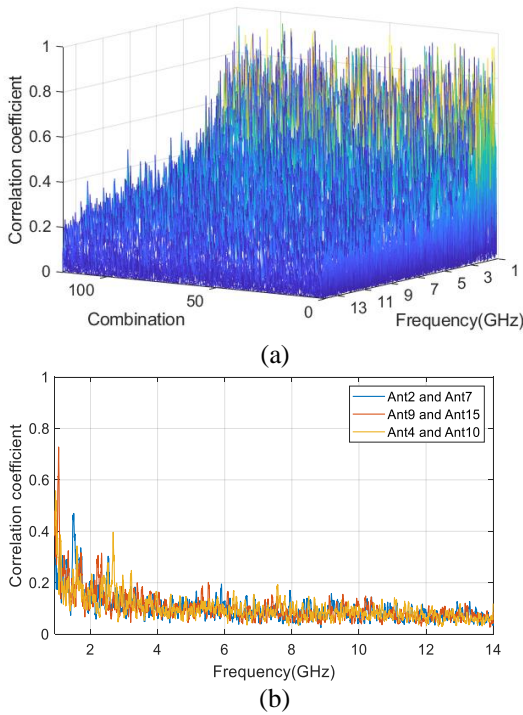 1
0.8
0.6
0.4
0.2
0
Correlation coefficient
100
50
0
Combination
13
11
9
7
5
3
1
Frequency(GHz)
(a)
1
0.8
0.6
0.4
0.2
0
Correlation coefficient
Ant2 and Ant7
Ant9 and Ant15
Ant4 and Ant10
2
4
6
8
10
12
14
Frequency(GHz)
(b)